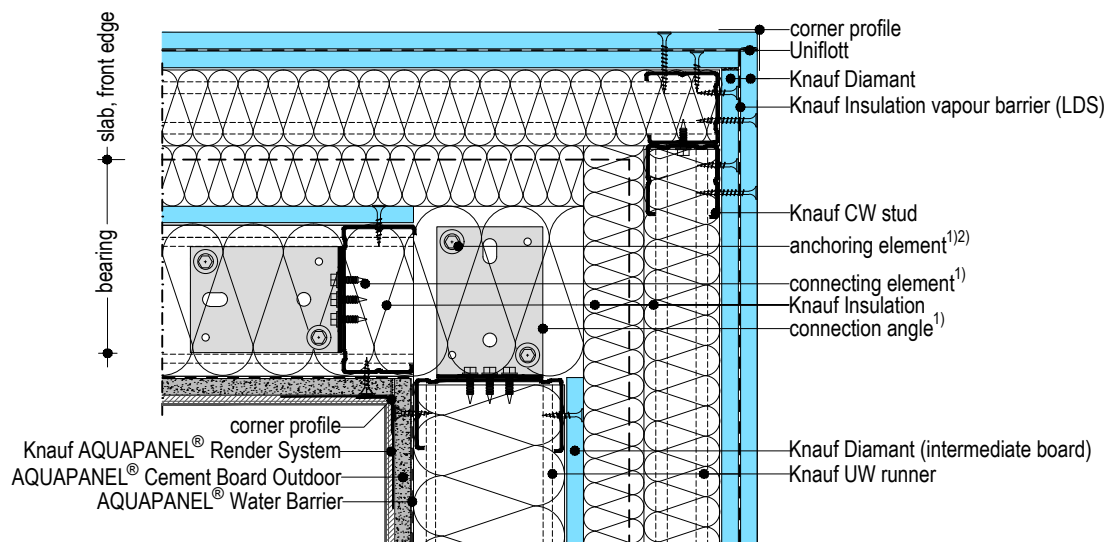 corner profile
Uniflott
Knauf Diamant
Knauf Insulation vapour barrier (LDS)
slab, front edge
bearing
Knauf CW stud
anchoring element1)2)
connecting element1)
Knauf Insulation
connection angle1)
corner profile
Knauf AQUAPANEL® Render System
AQUAPANEL® Cement Board Outdoor
AQUAPANEL® Water Barrier
Knauf Diamant (intermediate board)
Knauf UW runner